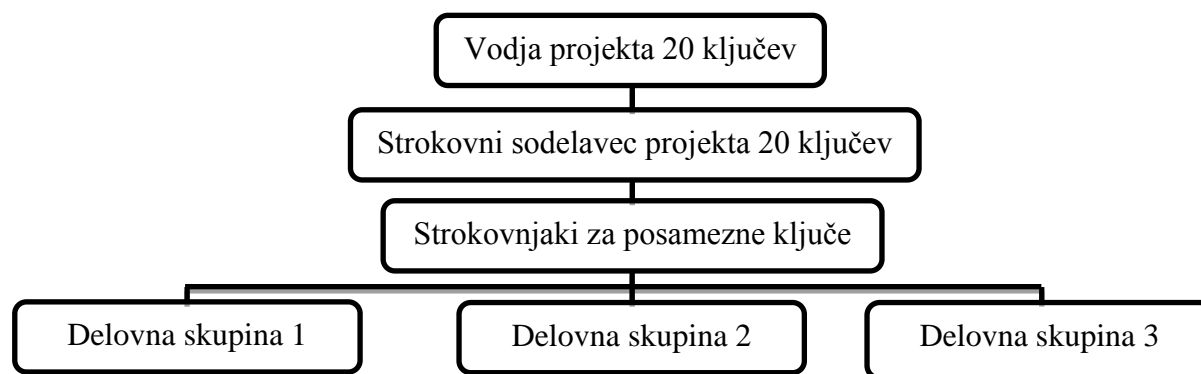 Vodja projekta 20 ključev
Strokovni sodelavec projekta 20 ključev
Strokovnjaki za posamezne ključe
Delovna skupina 1
Delovna skupina 2
Delovna skupina 3